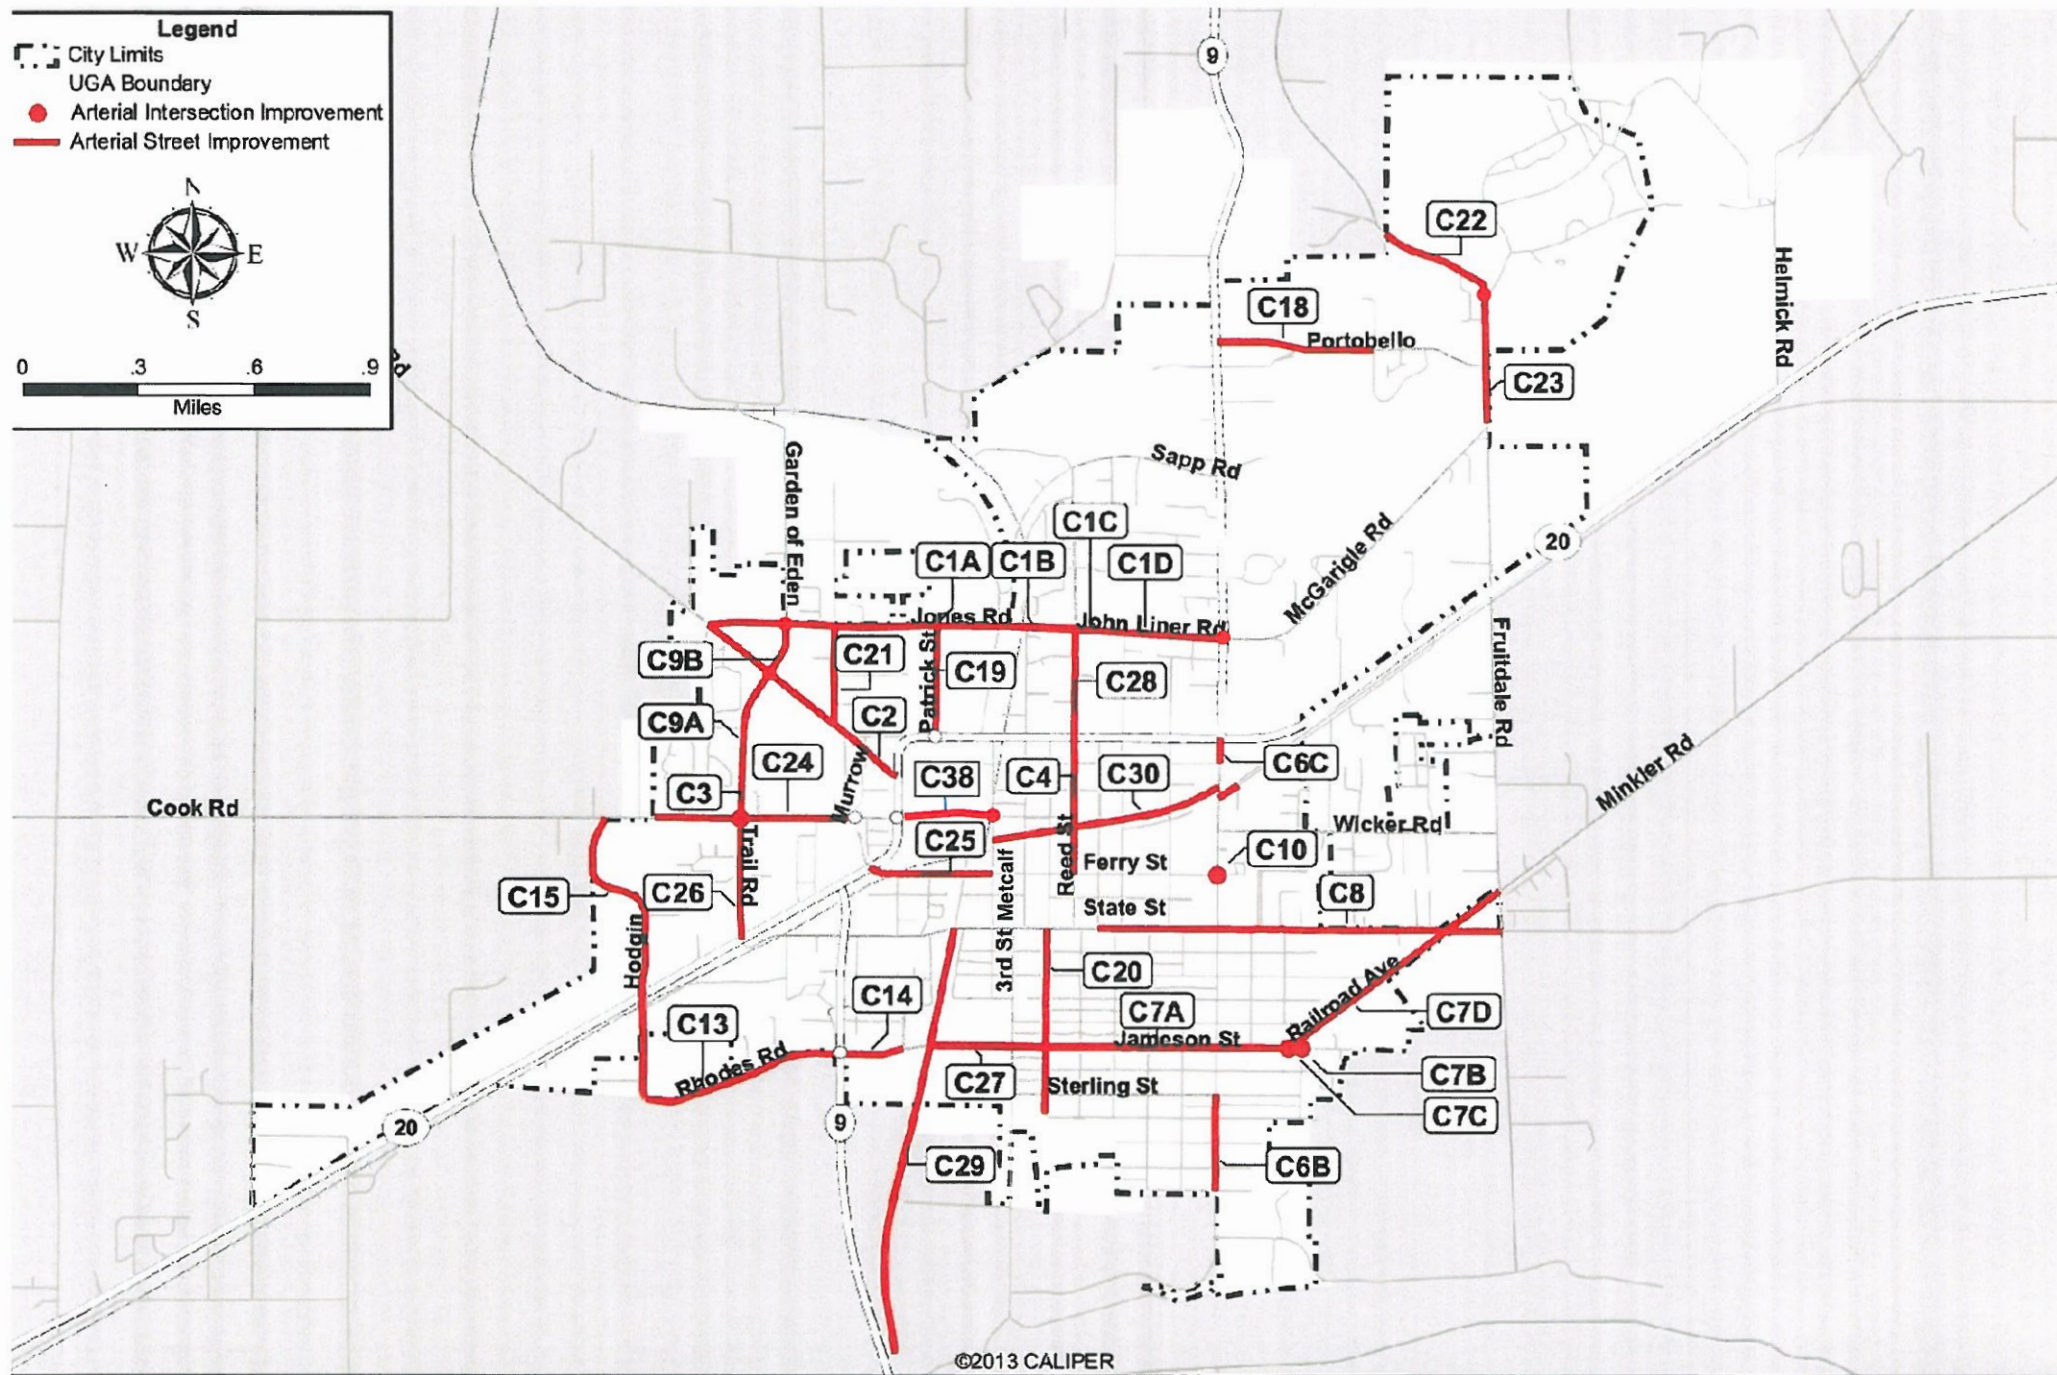 Legend
City Limits
UGA Boundary
Arterial Intersection Improvement
Arterial Street Improvement
N
W E
S
0 .3 .6 .9
Miles
Rd
9
C22
C18
Portobello
C23
Helmick Rd
Sapp Rd
Garden of Eden
C1C
C1A
C1B
C1D
McGarigle Rd
20
Jones Rd
John Liner Rd
Fruitdale Rd
C9B
C21
Patrick St
C19
C28
C9A
C2
C24
Murrow
C38
C4
C30
C6C
C3
Minkler Rd
Cook Rd
Wicker Rd
C25
Trail Rd
Reed St
Ferry St
C10
C15
C26
3rd St Metcalf
State St
C8
Hodgin
C20
C14
C7A
Railroad Ave
C7D
C13
Rhodes Rd
Jameson St
C27
Sterling St
C7B
C7C
20
9
C29
C6B
©2013 CALIPER